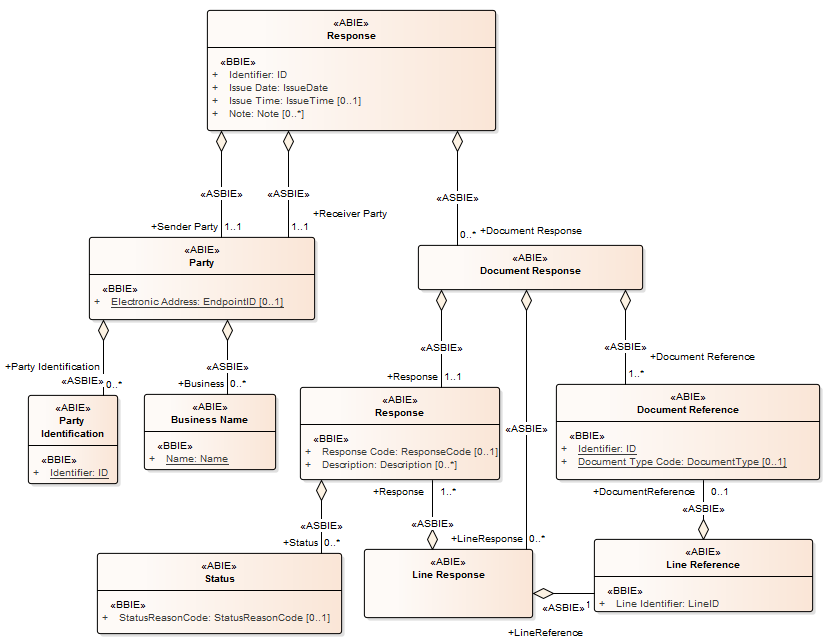 «ABIE»
Response
«BBIE»
+ Identifier: ID
+ Issue Date: IssueDate
+ Issue Time: IssueTime [0..1]
+ Note: Note [0..*]
«ASBIE»
«ASBIE»
«ASBIE»
+Receiver Party
+Sender Party
1..1
1..1
0..*
+Document Response
«ABIE»
Party
«BBIE»
+ Electronic Address: EndpointID [0..1]
«ABIE»
Document Response
+Party Identification
«ASBIE»
0..*
«ASBIE»
+Business
0..*
«ASBIE»
+Response
1..1
«ASBIE»
+Document Reference
1..*
«ABIE»
Party
Identification
«BBIE»
+ Identifier: ID
«ABIE»
Business Name
«BBIE»
+ Name: Name
«ABIE»
Response
«BBIE»
+ Response Code: ResponseCode [0..1]
+ Description: Description [0..*]
«ASBIE»
«ABIE»
Document Reference
«BBIE»
+ Identifier: ID
+ Document Type Code: DocumentType [0..1]
+Response
1..*
+DocumentReference
0..1
«ASBIE»
«ASBIE»
«ASBIE»
+Status
0..*
+LineResponse
0..*
«ABIE»
Status
«BBIE»
+ StatusReasonCode: StatusReasonCode [0..1]
«ABIE»
Line Response
«ABIE»
Line Reference
«BBIE»
+ Line Identifier: LineID
«ASBIE»
1
+LineReference